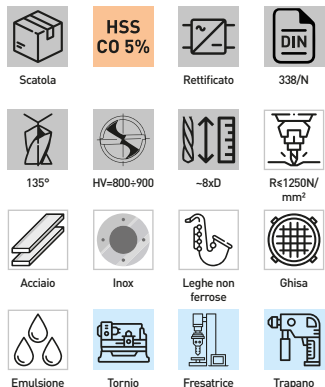 HSS
CO 5%
DIN
Scatola
Rettificato
338/N
135°
HV=800÷900
~8xD
R≤1250N/
mm²
Acciaio
Inox
Leghe non
ferrose
Ghisa
Emulsione
Tornio
Fresatrice
Trapano